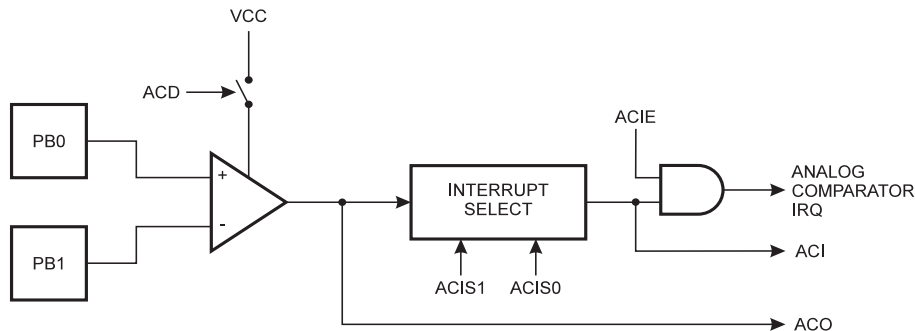 VCC
ACD
PB0
ACIE
+
INTERRUPT
SELECT
ANALOG
COMPARATOR
IRQ
-
PB1
ACI
ACIS1 ACIS0
ACO